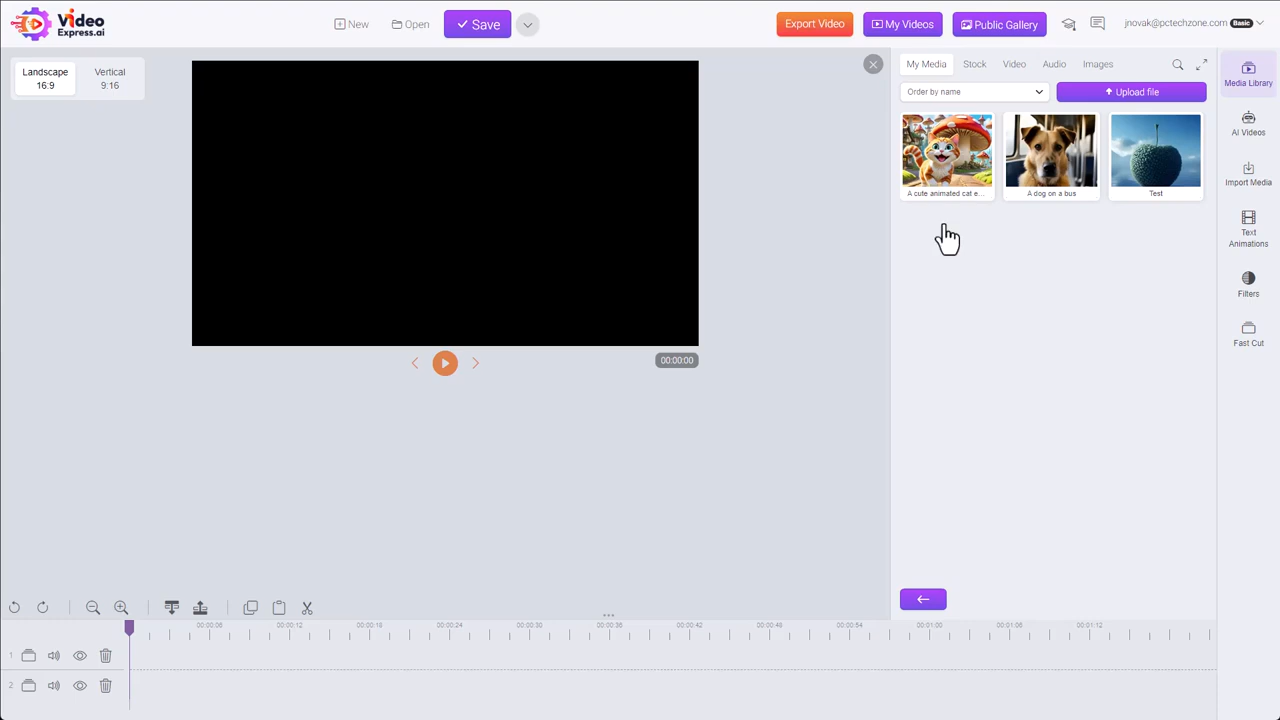 Video
Express.ai
New
Open
Save
Export Video
My Videos
Public Gallery
jnovak@pctechzone.com
Basic
Landscape
16:9
Vertical
9:16
My Media
Stock
Video
Audio
Images
Order by name
Upload file
A cute animated cat e...
A dog on a bus
Test
Media Library
AI Videos
Import Media
Text
Animations
Filters
Fast Cut
00:00:00
00:00:06
00:00:12
00:00:18
00:00:24
00:00:30
00:00:36
00:00:42
00:00:48
00:00:54
00:01:00
00:01:06
00:01:12
1
2